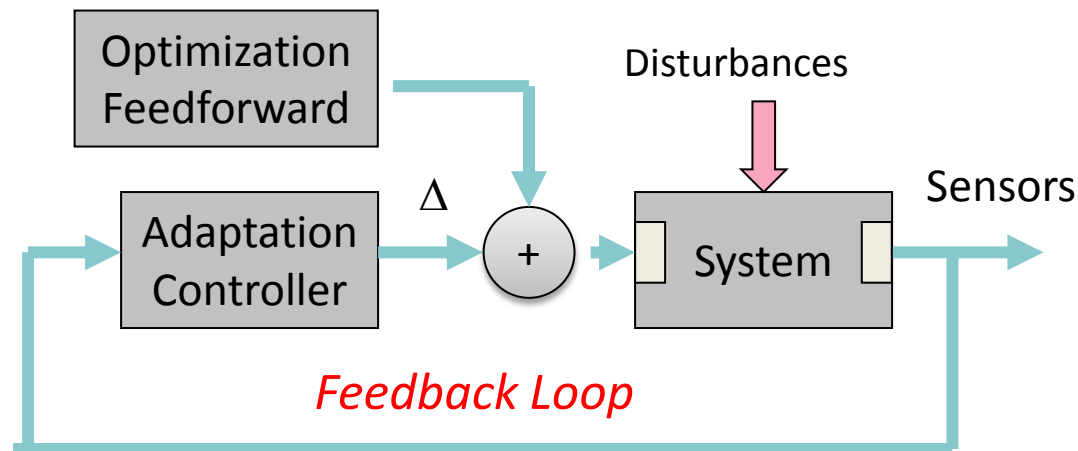 Optimization
Feedforward
Disturbances
Δ
Sensors
Adaptation
Controller
+
System
Feedback Loop